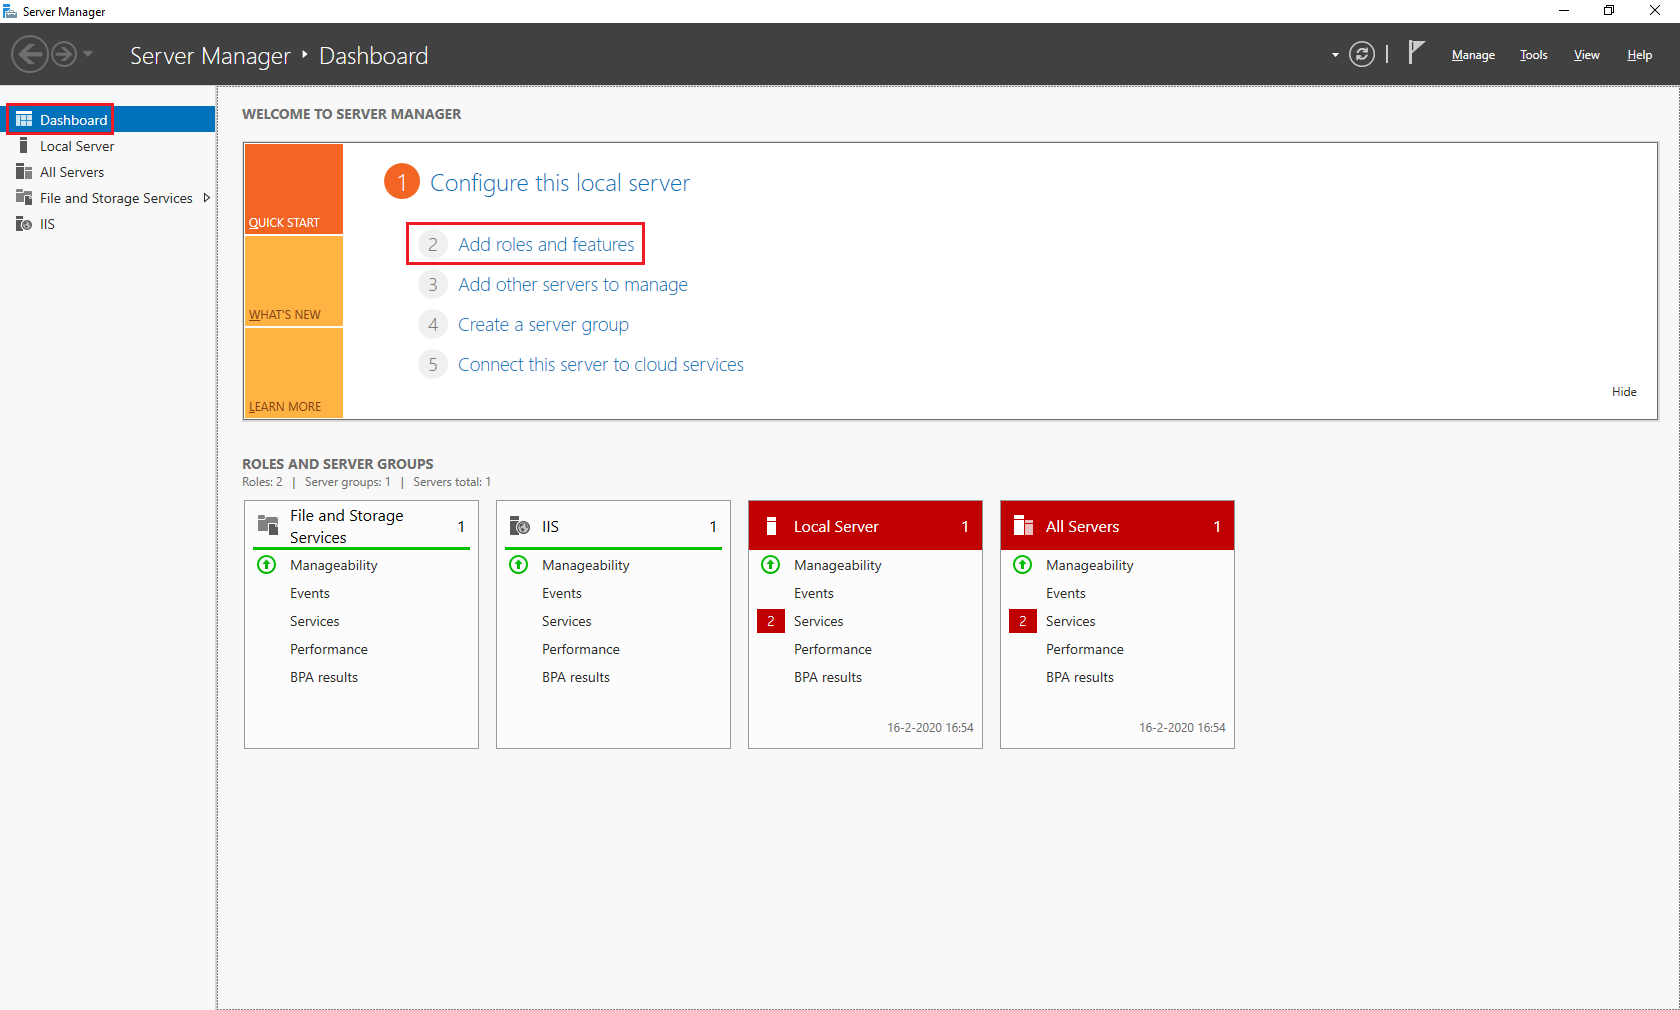 Server Manager
Server Manager ‣ Dashboard
Manage Tools View Help
Dashboard
Local Server
All Servers
File and Storage Services
IIS
WELCOME TO SERVER MANAGER
QUICK START
WHAT'S NEW
LEARN MORE
1 Configure this local server
2 Add roles and features
3 Add other servers to manage
4 Create a server group
5 Connect this server to cloud services
Hide
ROLES AND SERVER GROUPS
Roles: 2 | Server groups: 1 | Servers total: 1
File and Storage
Services 1
Manageability
Events
Services
Performance
BPA results
IIS 1
Manageability
Events
Services
Performance
BPA results
Local Server 1
Manageability
Events
2 Services
Performance
BPA results
16-2-2020 16:54
All Servers 1
Manageability
Events
2 Services
Performance
BPA results
16-2-2020 16:54